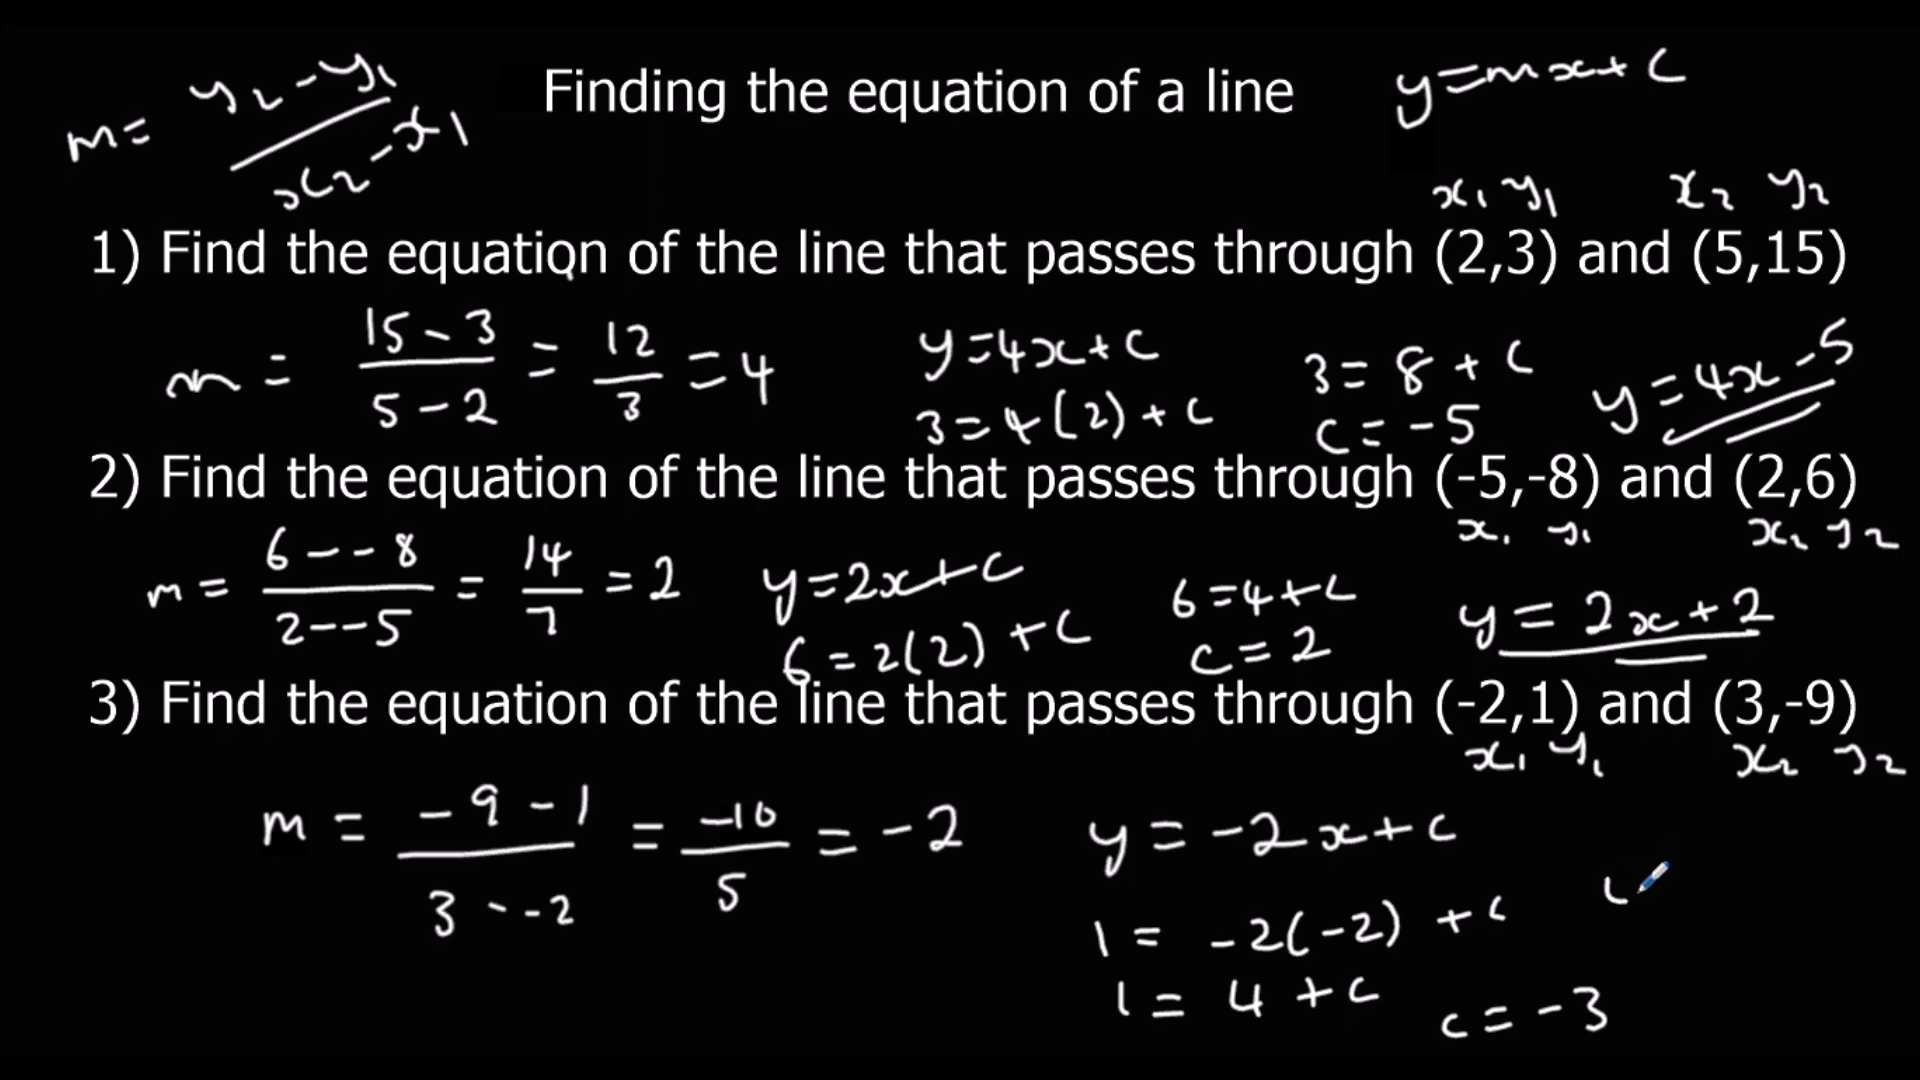 m = y₂ - y₁ / x₂ - x₁
Finding the equation of a line
y = mx + c
x₁ y₁ x₂ y₂
1) Find the equation of the line that passes through (2,3) and (5,15)
m = 15 - 3 / 5 - 2 = 12 / 3 = 4
y = 4x + c
3 = 4(2) + c
3 = 8 + c
c = -5
y = 4x - 5
2) Find the equation of the line that passes through (-5,-8) and (2,6)
x₁ y₁ x₂ y₂
m = 6 - - 8 / 2 - - 5 = 14 / 7 = 2
y = 2x + c
6 = 2(2) + c
6 = 4 + c
c = 2
y = 2x + 2
3) Find the equation of the line that passes through (-2,1) and (3,-9)
x₁ y₁ x₂ y₂
m = -9 - 1 / 3 - -2 = -10 / 5 = -2
y = -2x + c
1 = -2(-2) + c
1 = 4 + c
c = -3